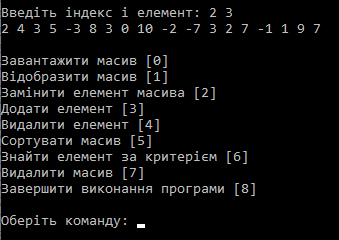 Введіть індекс і елемент: 2 3
2 4 3 5 -3 8 3 0 10 -2 -7 3 2 7 -1 1 9 7
Завантажити масив [0]
Відобразити масив [1]
Замінити елемент масива [2]
Додати елемент [3]
Видалити елемент [4]
Сортувати масив [5]
Знайти елемент за критерієм [6]
Видалити масив [7]
Завершити виконання програми [8]
Оберіть команду: